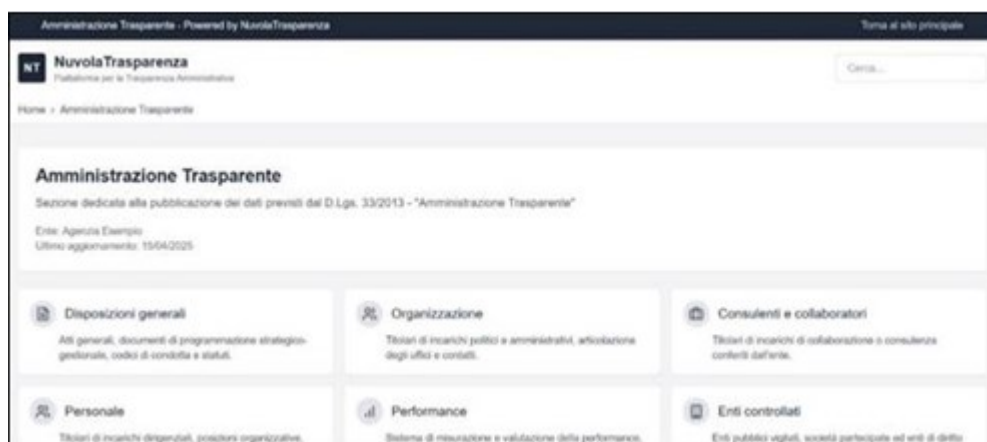 Amministrazione Trasparente - Powered by NuvolaTrasparenza
Torna al sito principale
NT
NuvolaTrasparenza
Piattaforma per la Trasparenza Amministrativa
Cerca...
Home > Amministrazione Trasparente
Amministrazione Trasparente
Sezione dedicata alla pubblicazione dei dati previsti dal D.Lgs. 33/2013 - "Amministrazione Trasparente"
Ente: Agenzia Esempio
Ultimo aggiornamento: 15/04/2025
Disposizioni generali
Atti generali, documenti di programmazione strategico-
gestionale, codici di condotta e statuti.
Organizzazione
Titolari di incarichi politici e amministrativi, articolazione
degli uffici e contatti.
Consulenti e collaboratori
Titolari di incarichi di collaborazione o consulenza
conferiti dall'ente.
Personale
Titolari di incarichi dirigenziali, posizioni organizzative,
Performance
Sistema di misurazione e valutazione della performance,
Enti controllati
Enti pubblici vigilati, società partecipate ed enti di diritto